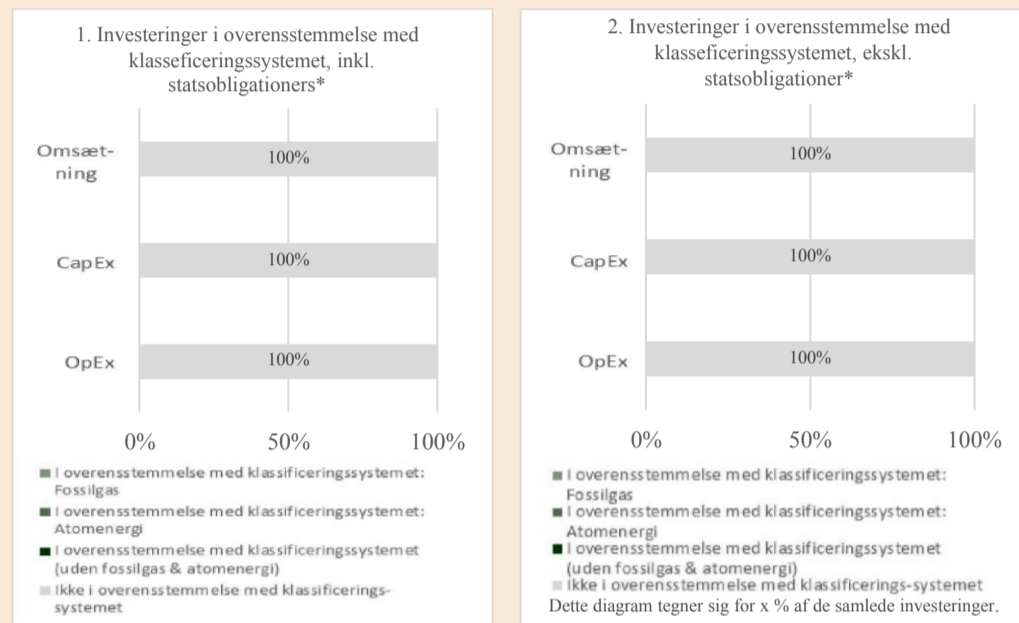 1. Investeringer i overensstemmelse med
klasseficeringssystemet, inkl.
statsobligationers*
Omsæt-
ning
100%
CapEx
100%
OpEx
100%
0% 50% 100%
I overensstemmelse med klassificeringssystemet:
Fossilgas
I overensstemmelse med klassificeringssystemet:
Atomenergi
I overensstemmelse med klassificeringssystemet
(uden fossilgas & atomenergi)
Ikke i overensstemmelse med klassificerings-
systemet
2. Investeringer i overensstemmelse med
klasseficeringssystemet, ekskl.
statsobligationer*
Omsæt-
ning
100%
CapEx
100%
OpEx
100%
0% 50% 100%
I overensstemmelse med klassificeringssystemet:
Fossilgas
I overensstemmelse med klassificeringssystemet:
Atomenergi
I overensstemmelse med klassificeringssystemet
(uden fossilgas & atomenergi)
Ikke i overensstemmelse med klassificerings-systemet
Dette diagram tegner sig for x % af de samlede investeringer.